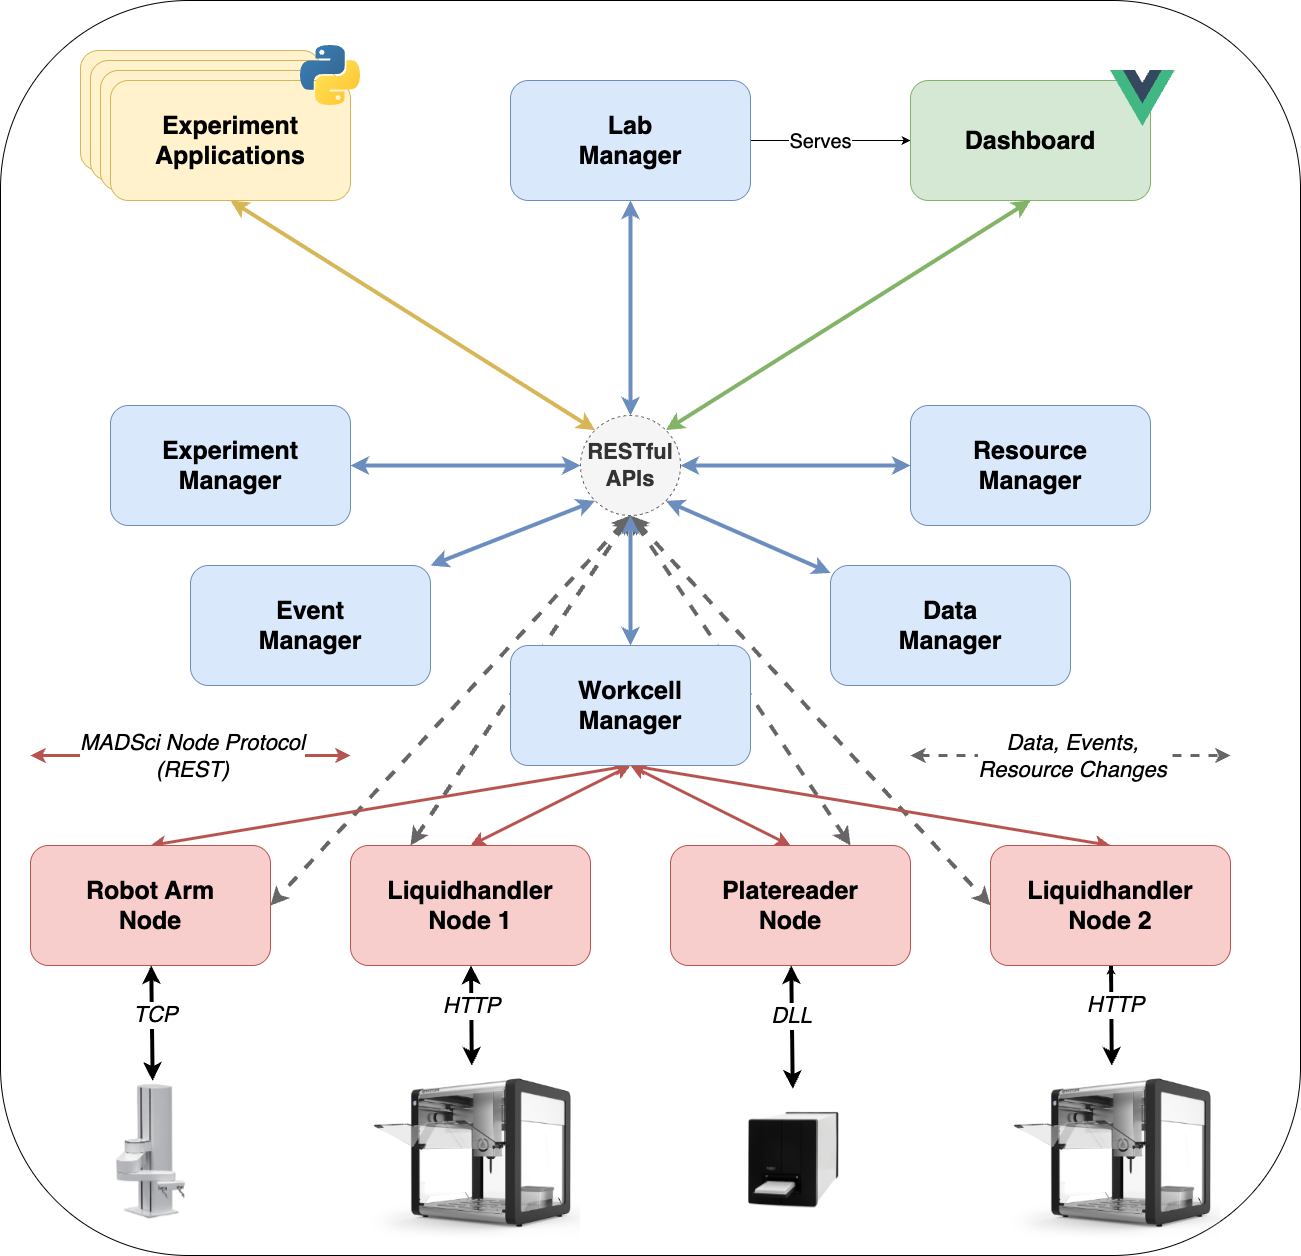 Experiment
Applications
Lab
Manager
Serves
Dashboard
Experiment
Manager
RESTful
APIs
Resource
Manager
Event
Manager
Data
Manager
Workcell
Manager
MADSci Node Protocol
(REST)
Data, Events,
Resource Changes
Robot Arm
Node
Liquidhandler
Node 1
Platereader
Node
Liquidhandler
Node 2
TCP
HTTP
DLL
HTTP